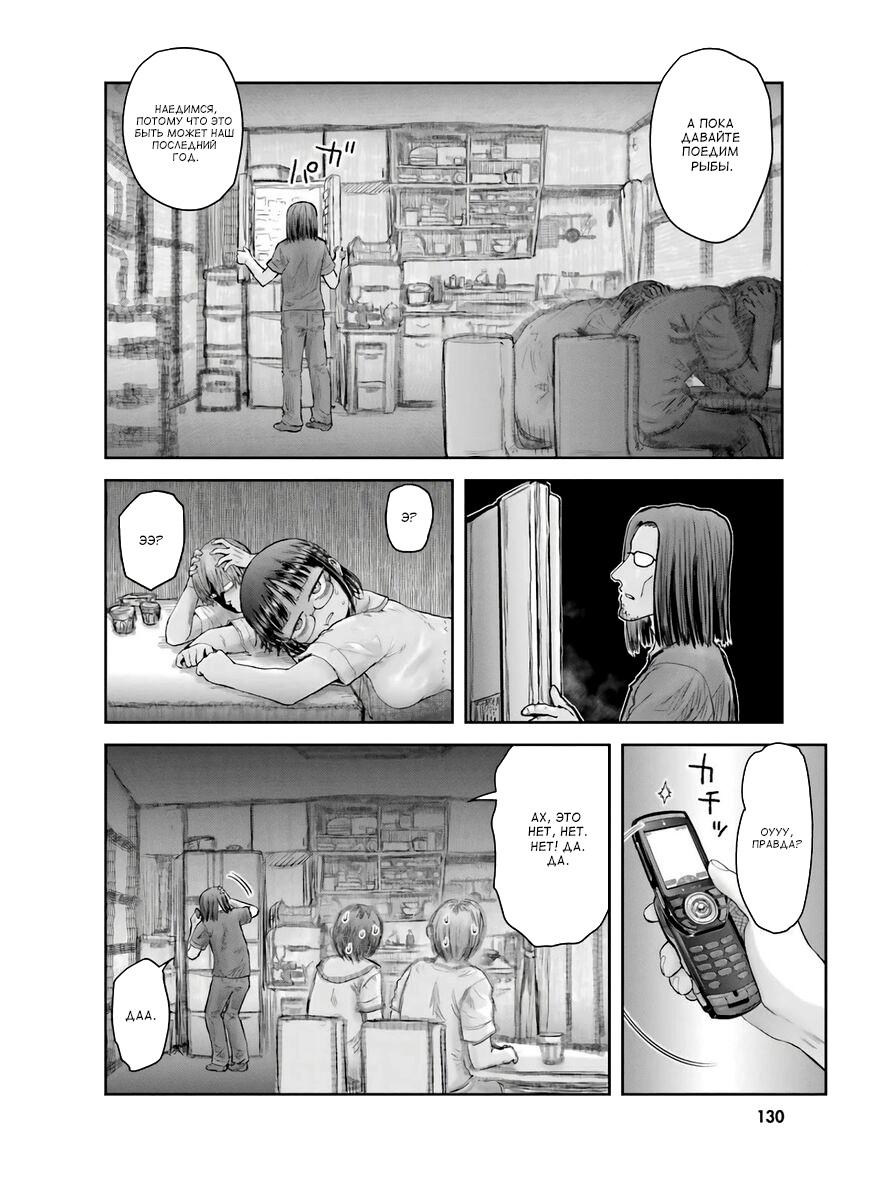 А ПОКА
ДАВАЙТЕ
ПОЕДИМ
РЫБЫ.
НАЕДИМСЯ,
ПОТОМУ ЧТО ЭТО
БЫТЬ МОЖЕТ НАШ
ПОСЛЕДНИЙ
ГОД.
パカッ
Э?
ЭЭ?
カチッ
ОУУУ,
ПРАВДА?
АХ, ЭТО
НЕТ, НЕТ.
НЕТ! ДА.
ДА.
ДАА.
130